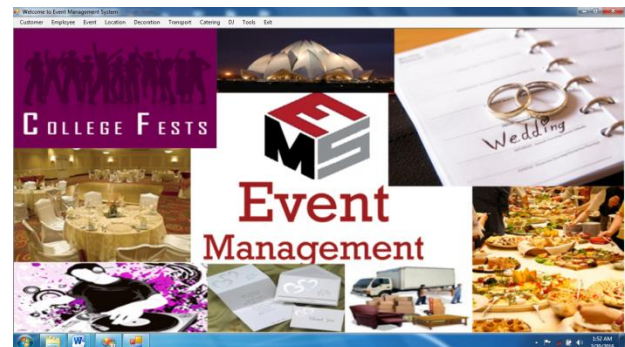 Welcome to Event Management System
Customer Employee Event Location Decoration Transport Catering DJ Tools Exit
COLLEGE FESTS
EMS
Wedding
Event
Management
1:52 AM